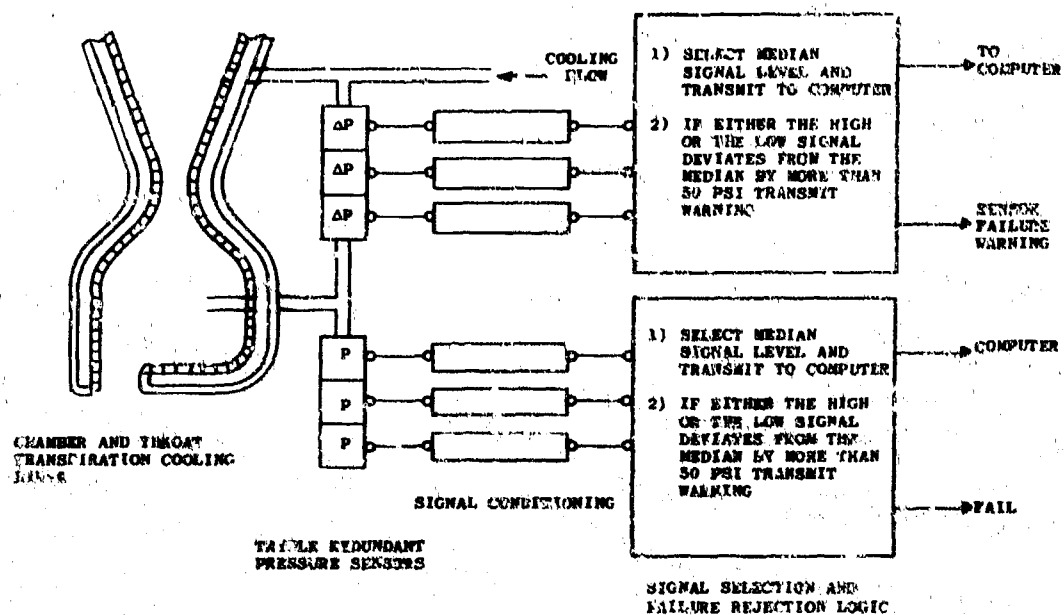 COOLING
FLOW
1) SELECT MEDIAN
SIGNAL LEVEL AND
TRANSMIT TO COMPUTER
2) IF EITHER THE HIGH
OR THE LOW SIGNAL
DEVIATES FROM THE
MEDIAN BY MORE THAN
50 PSI TRANSMIT
WARNING
TO
COMPUTER
SENSOR
FAILURE
WARNING
ΔP
ΔP
ΔP
P
P
P
1) SELECT MEDIAN
SIGNAL LEVEL AND
TRANSMIT TO COMPUTER
2) IF EITHER THE HIGH
OR THE LOW SIGNAL
DEVIATES FROM THE
MEDIAN BY MORE THAN
50 PSI TRANSMIT
WARNING
COMPUTER
FAIL
CHAMBER AND THROAT
TRANSPIRATION COOLING
SIGNAL CONDITIONING
TRIPLE REDUNDANT
PRESSURE SENSORS
SIGNAL SELECTION AND
FAILURE REJECTION LOGIC